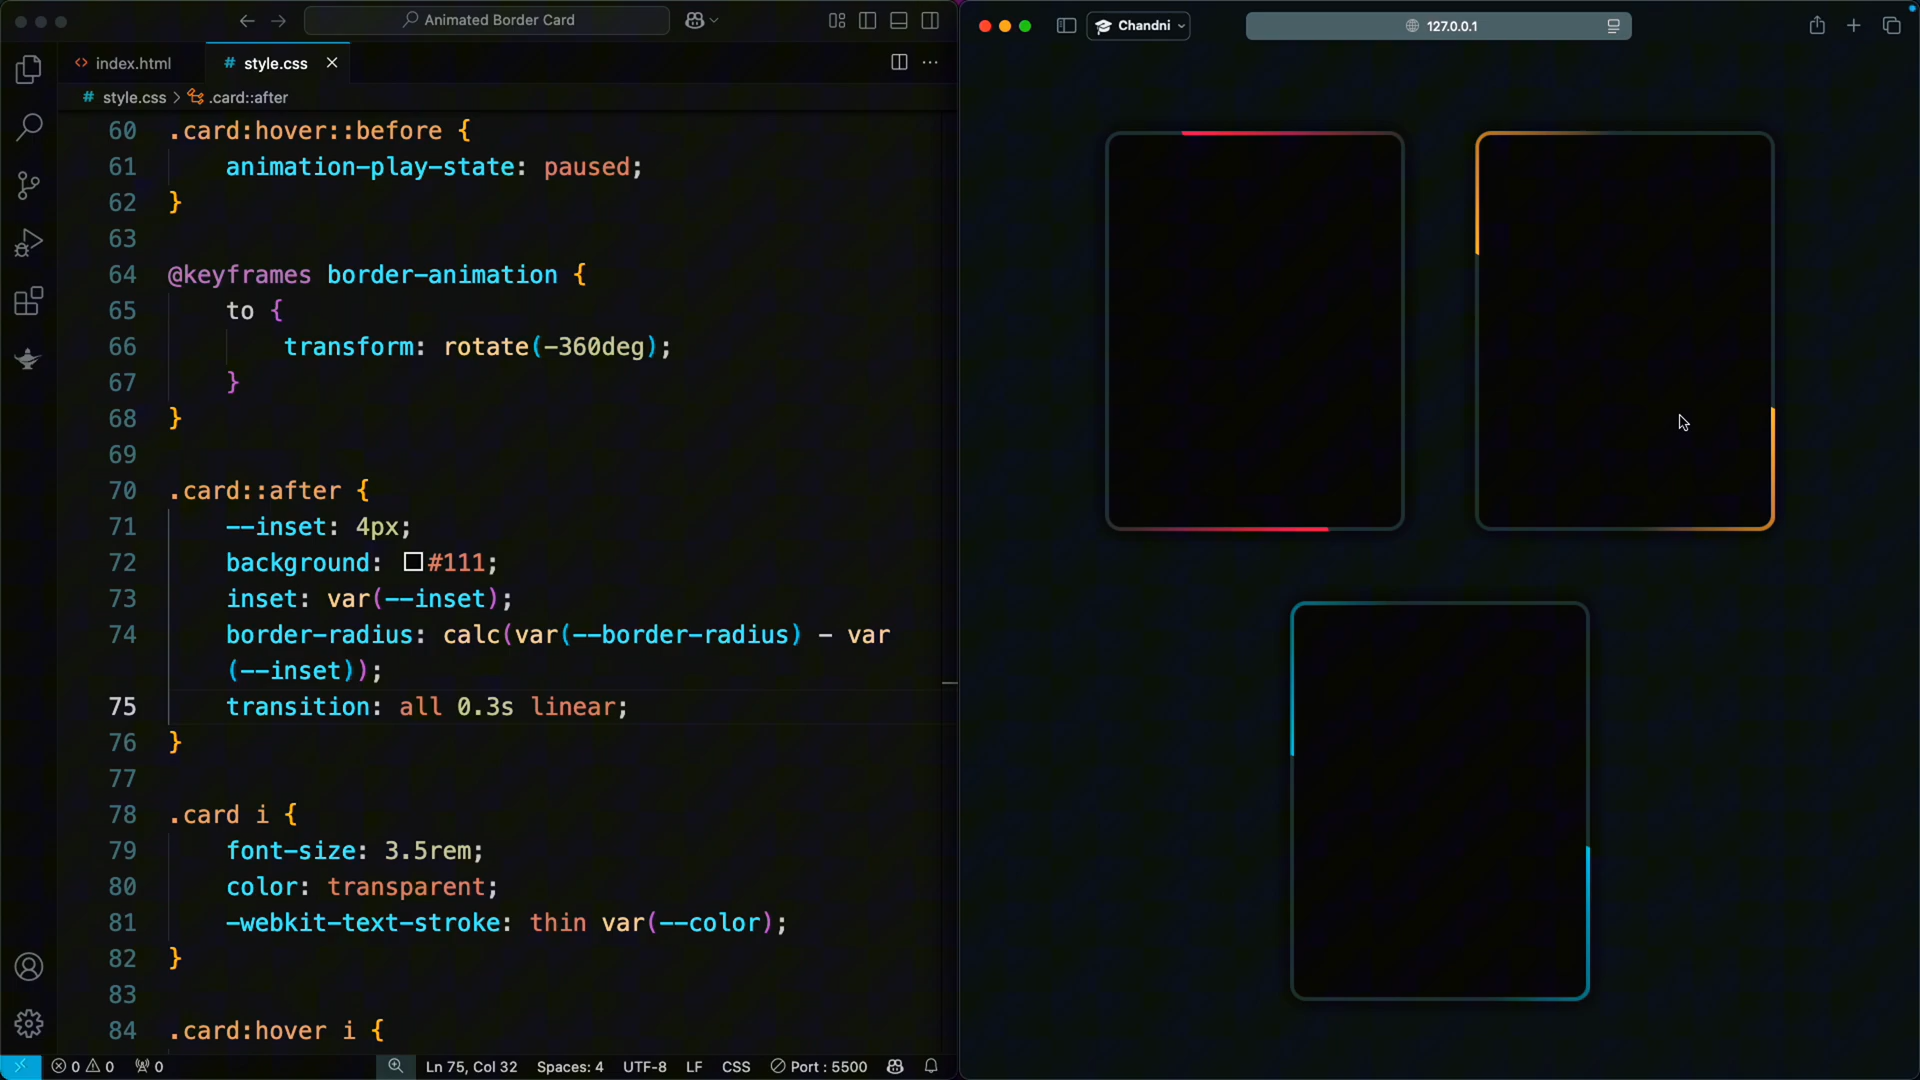 Animated Border Card
index.html
style.css
style.css > .card::after
60 .card:hover::before {
61 animation-play-state: paused;
62 }
63
64 @keyframes border-animation {
65 to {
66 transform: rotate(-360deg);
67 }
68 }
69
70 .card::after {
71 --inset: 4px;
72 background: #111;
73 inset: var(--inset);
74 border-radius: calc(var(--border-radius) - var
(--inset));
75 transition: all 0.3s linear;
76 }
77
78 .card i {
79 font-size: 3.5rem;
80 color: transparent;
81 -webkit-text-stroke: thin var(--color);
82 }
83
84 .card:hover i {
0 0 0 Ln 75, Col 32 Spaces: 4 UTF-8 LF CSS Port : 5500
Chandni
127.0.0.1